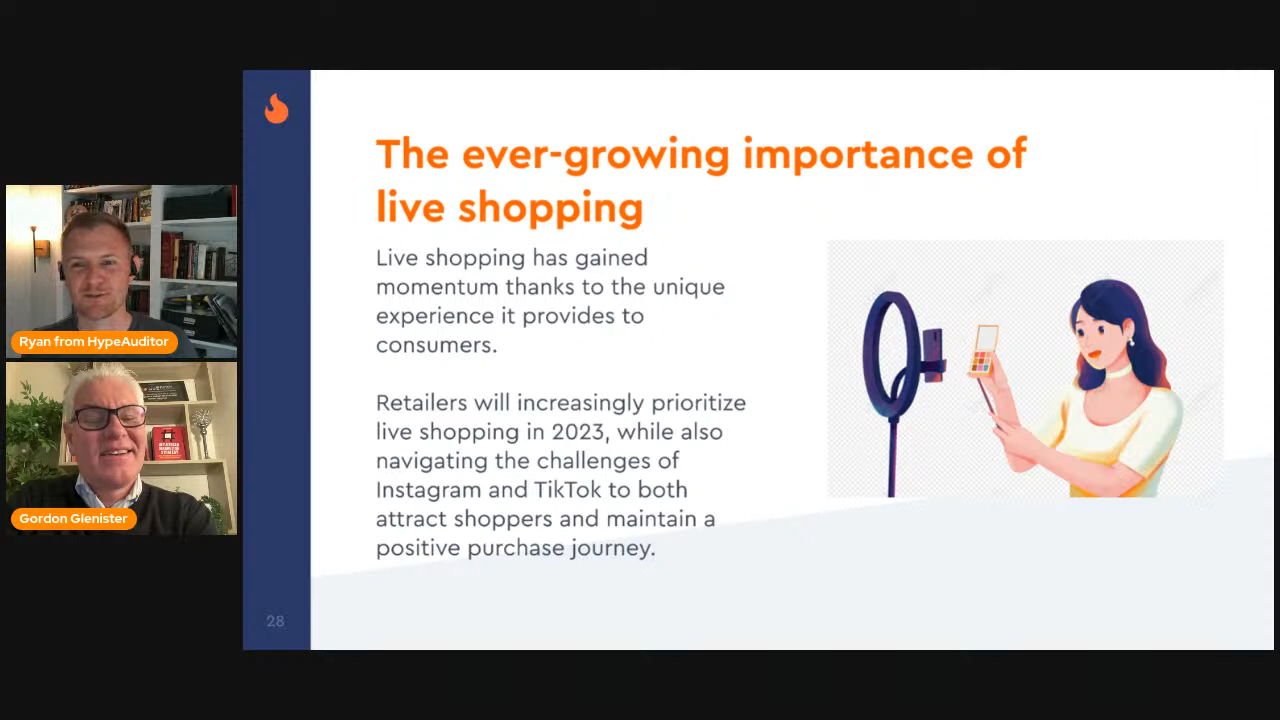 The ever-growing importance of
live shopping
Live shopping has gained
momentum thanks to the unique
experience it provides to
consumers.
Retailers will increasingly prioritize
live shopping in 2023, while also
navigating the challenges of
Instagram and TikTok to both
attract shoppers and maintain a
positive purchase journey.
28
Ryan from HypeAuditor
Gordon Glenister